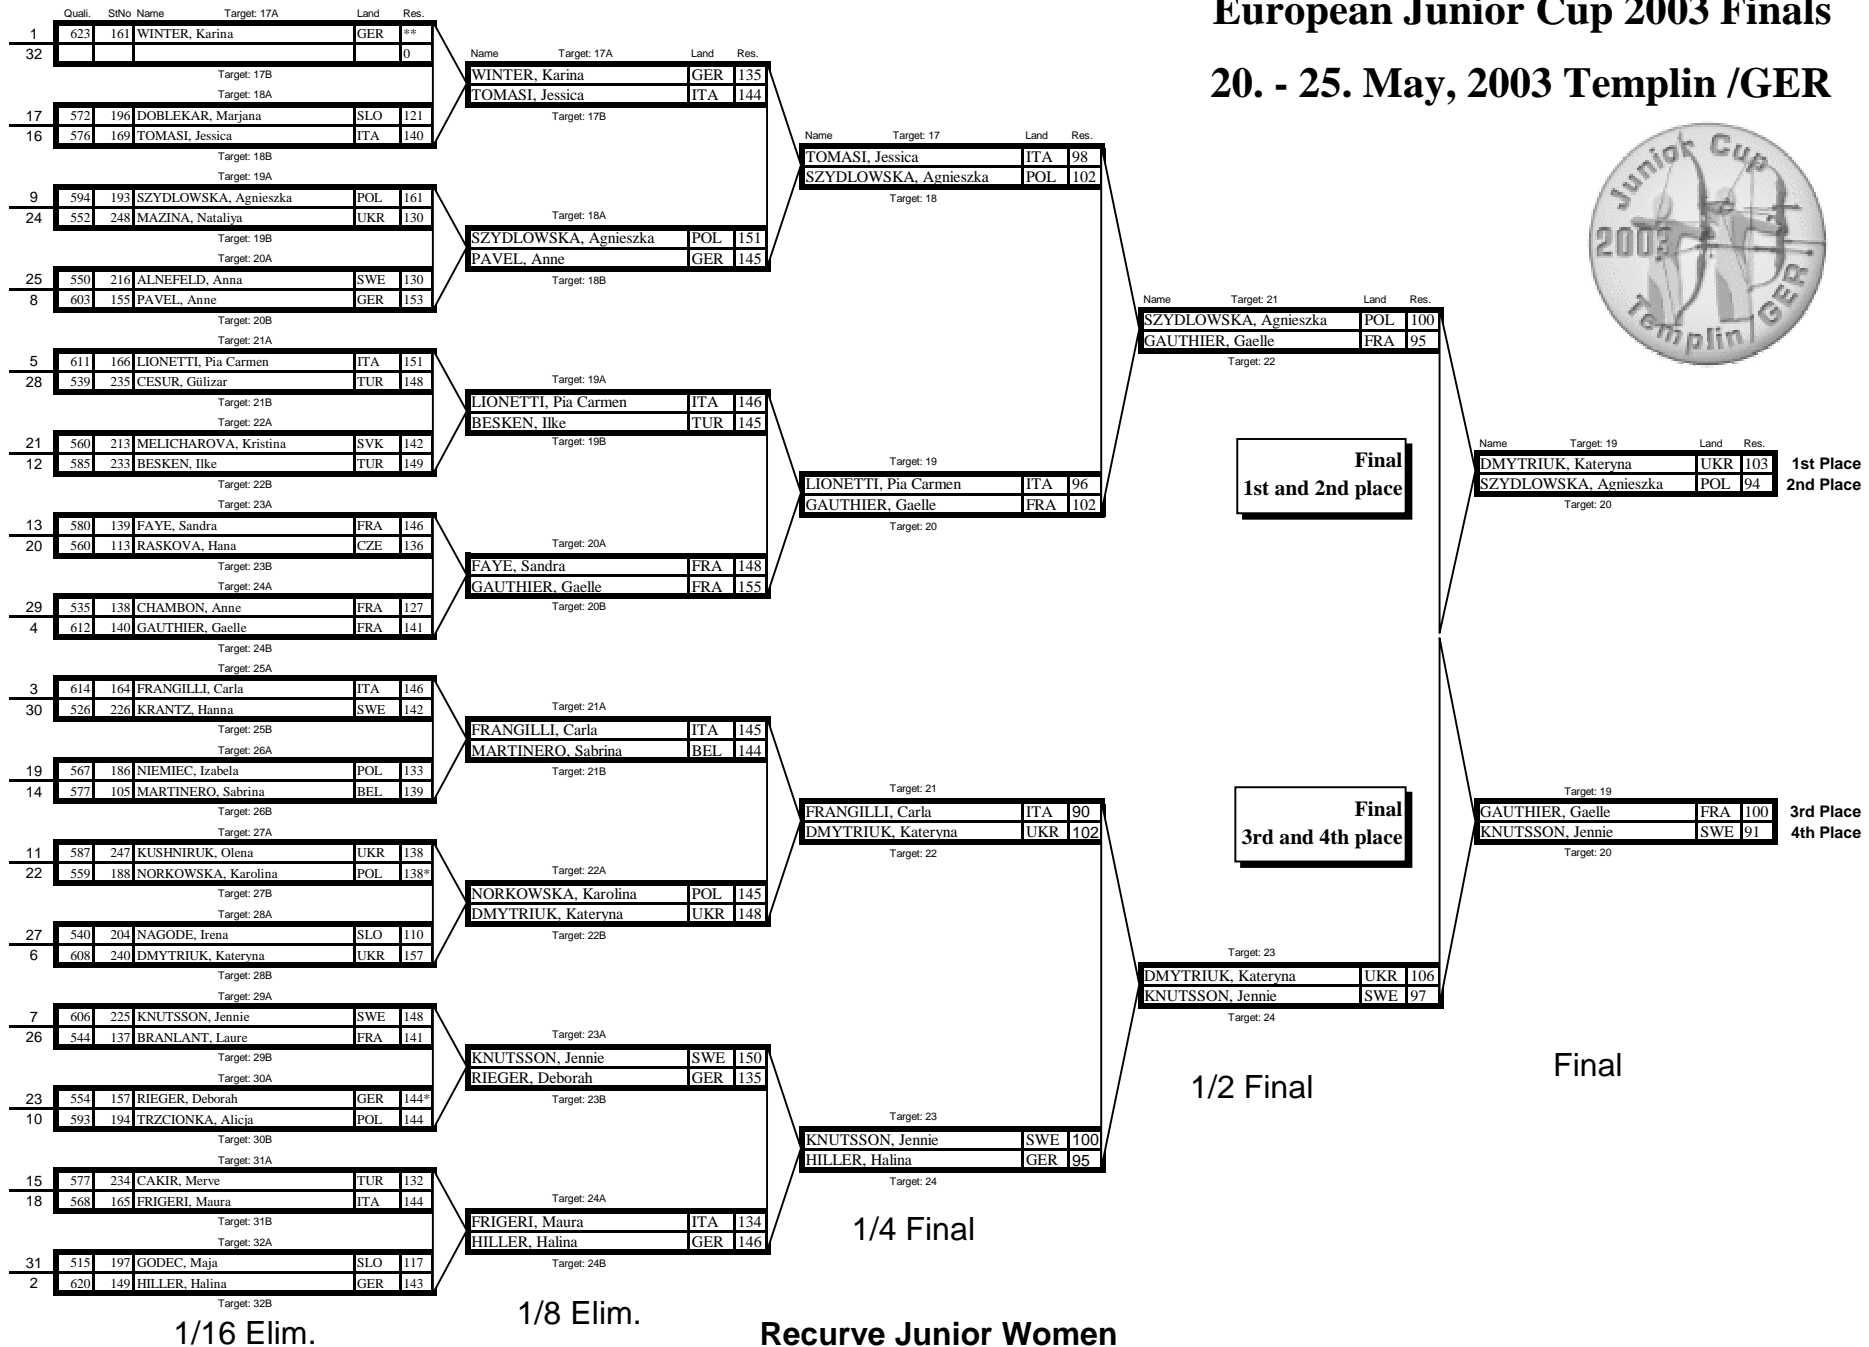 European Junior Cup 2003 Finals
20. - 25. May, 2003 Templin /GER
Junior Cup
2003
Templin GER
Quali. StNo Name Target: 17A Land Res.
1 623 161 WINTER, Karina GER **
32 0
Target: 17B
Target: 18A
17 572 196 DOBLEKAR, Marjana SLO 121
16 576 169 TOMASI, Jessica ITA 140
Target: 18B
Target: 19A
9 594 193 SZYDLOWSKA, Agnieszka POL 161
24 552 248 MAZINA, Nataliya UKR 130
Target: 19B
Target: 20A
25 550 216 ALNEFELD, Anna SWE 130
8 603 155 PAVEL, Anne GER 153
Target: 20B
Target: 21A
5 611 166 LIONETTI, Pia Carmen ITA 151
28 539 235 CESUR, Gülizar TUR 148
Target: 21B
Target: 22A
21 560 213 MELICHAROVA, Kristina SVK 142
12 585 233 BESKEN, Ilke TUR 149
Target: 22B
Target: 23A
13 580 139 FAYE, Sandra FRA 146
20 560 113 RASKOVA, Hana CZE 136
Target: 23B
Target: 24A
29 535 138 CHAMBON, Anne FRA 127
4 612 140 GAUTHIER, Gaelle FRA 141
Target: 24B
Target: 25A
3 614 164 FRANGILLI, Carla ITA 146
30 526 226 KRANTZ, Hanna SWE 142
Target: 25B
Target: 26A
19 567 186 NIEMIEC, Izabela POL 133
14 577 105 MARTINERO, Sabrina BEL 139
Target: 26B
Target: 27A
11 587 247 KUSHNIRUK, Olena UKR 138
22 559 188 NORKOWSKA, Karolina POL 138*
Target: 27B
Target: 28A
27 540 204 NAGODE, Irena SLO 110
6 608 240 DMYTRIUK, Kateryna UKR 157
Target: 28B
Target: 29A
7 606 225 KNUTSSON, Jennie SWE 148
26 544 137 BRANLANT, Laure FRA 141
Target: 29B
Target: 30A
23 554 157 RIEGER, Deborah GER 144*
10 593 194 TRZCIONKA, Alicja POL 144
Target: 30B
Target: 31A
15 577 234 CAKIR, Merve TUR 132
18 568 165 FRIGERI, Maura ITA 144
Target: 31B
Target: 32A
31 515 197 GODEC, Maja SLO 117
2 620 149 HILLER, Halina GER 143
Target: 32B
1/16 Elim.
Name Target: 17A Land Res.
WINTER, Karina GER 135
TOMASI, Jessica ITA 144
Target: 17B
Target: 18A
SZYDLOWSKA, Agnieszka POL 151
PAVEL, Anne GER 145
Target: 18B
Target: 19A
LIONETTI, Pia Carmen ITA 146
BESKEN, Ilke TUR 145
Target: 19B
Target: 20A
FAYE, Sandra FRA 148
GAUTHIER, Gaelle FRA 155
Target: 20B
Target: 21A
FRANGILLI, Carla ITA 145
MARTINERO, Sabrina BEL 144
Target: 21B
Target: 22A
NORKOWSKA, Karolina POL 145
DMYTRIUK, Kateryna UKR 148
Target: 22B
Target: 23A
KNUTSSON, Jennie SWE 150
RIEGER, Deborah GER 135
Target: 23B
Target: 24A
FRIGERI, Maura ITA 134
HILLER, Halina GER 146
Target: 24B
1/8 Elim.
Name Target: 17 Land Res.
TOMASI, Jessica ITA 98
SZYDLOWSKA, Agnieszka POL 102
Target: 18
Target: 19
LIONETTI, Pia Carmen ITA 96
GAUTHIER, Gaelle FRA 102
Target: 20
Target: 21
FRANGILLI, Carla ITA 90
DMYTRIUK, Kateryna UKR 102
Target: 22
Target: 23
KNUTSSON, Jennie SWE 100
HILLER, Halina GER 95
Target: 24
1/4 Final
Name Target: 21 Land Res.
SZYDLOWSKA, Agnieszka POL 100
GAUTHIER, Gaelle FRA 95
Target: 22
Final
1st and 2nd place
Final
3rd and 4th place
Target: 23
DMYTRIUK, Kateryna UKR 106
KNUTSSON, Jennie SWE 97
Target: 24
1/2 Final
Name Target: 19 Land Res.
DMYTRIUK, Kateryna UKR 103 1st Place
SZYDLOWSKA, Agnieszka POL 94 2nd Place
Target: 20
Target: 19
GAUTHIER, Gaelle FRA 100 3rd Place
KNUTSSON, Jennie SWE 91 4th Place
Target: 20
Final
Recurve Junior Women